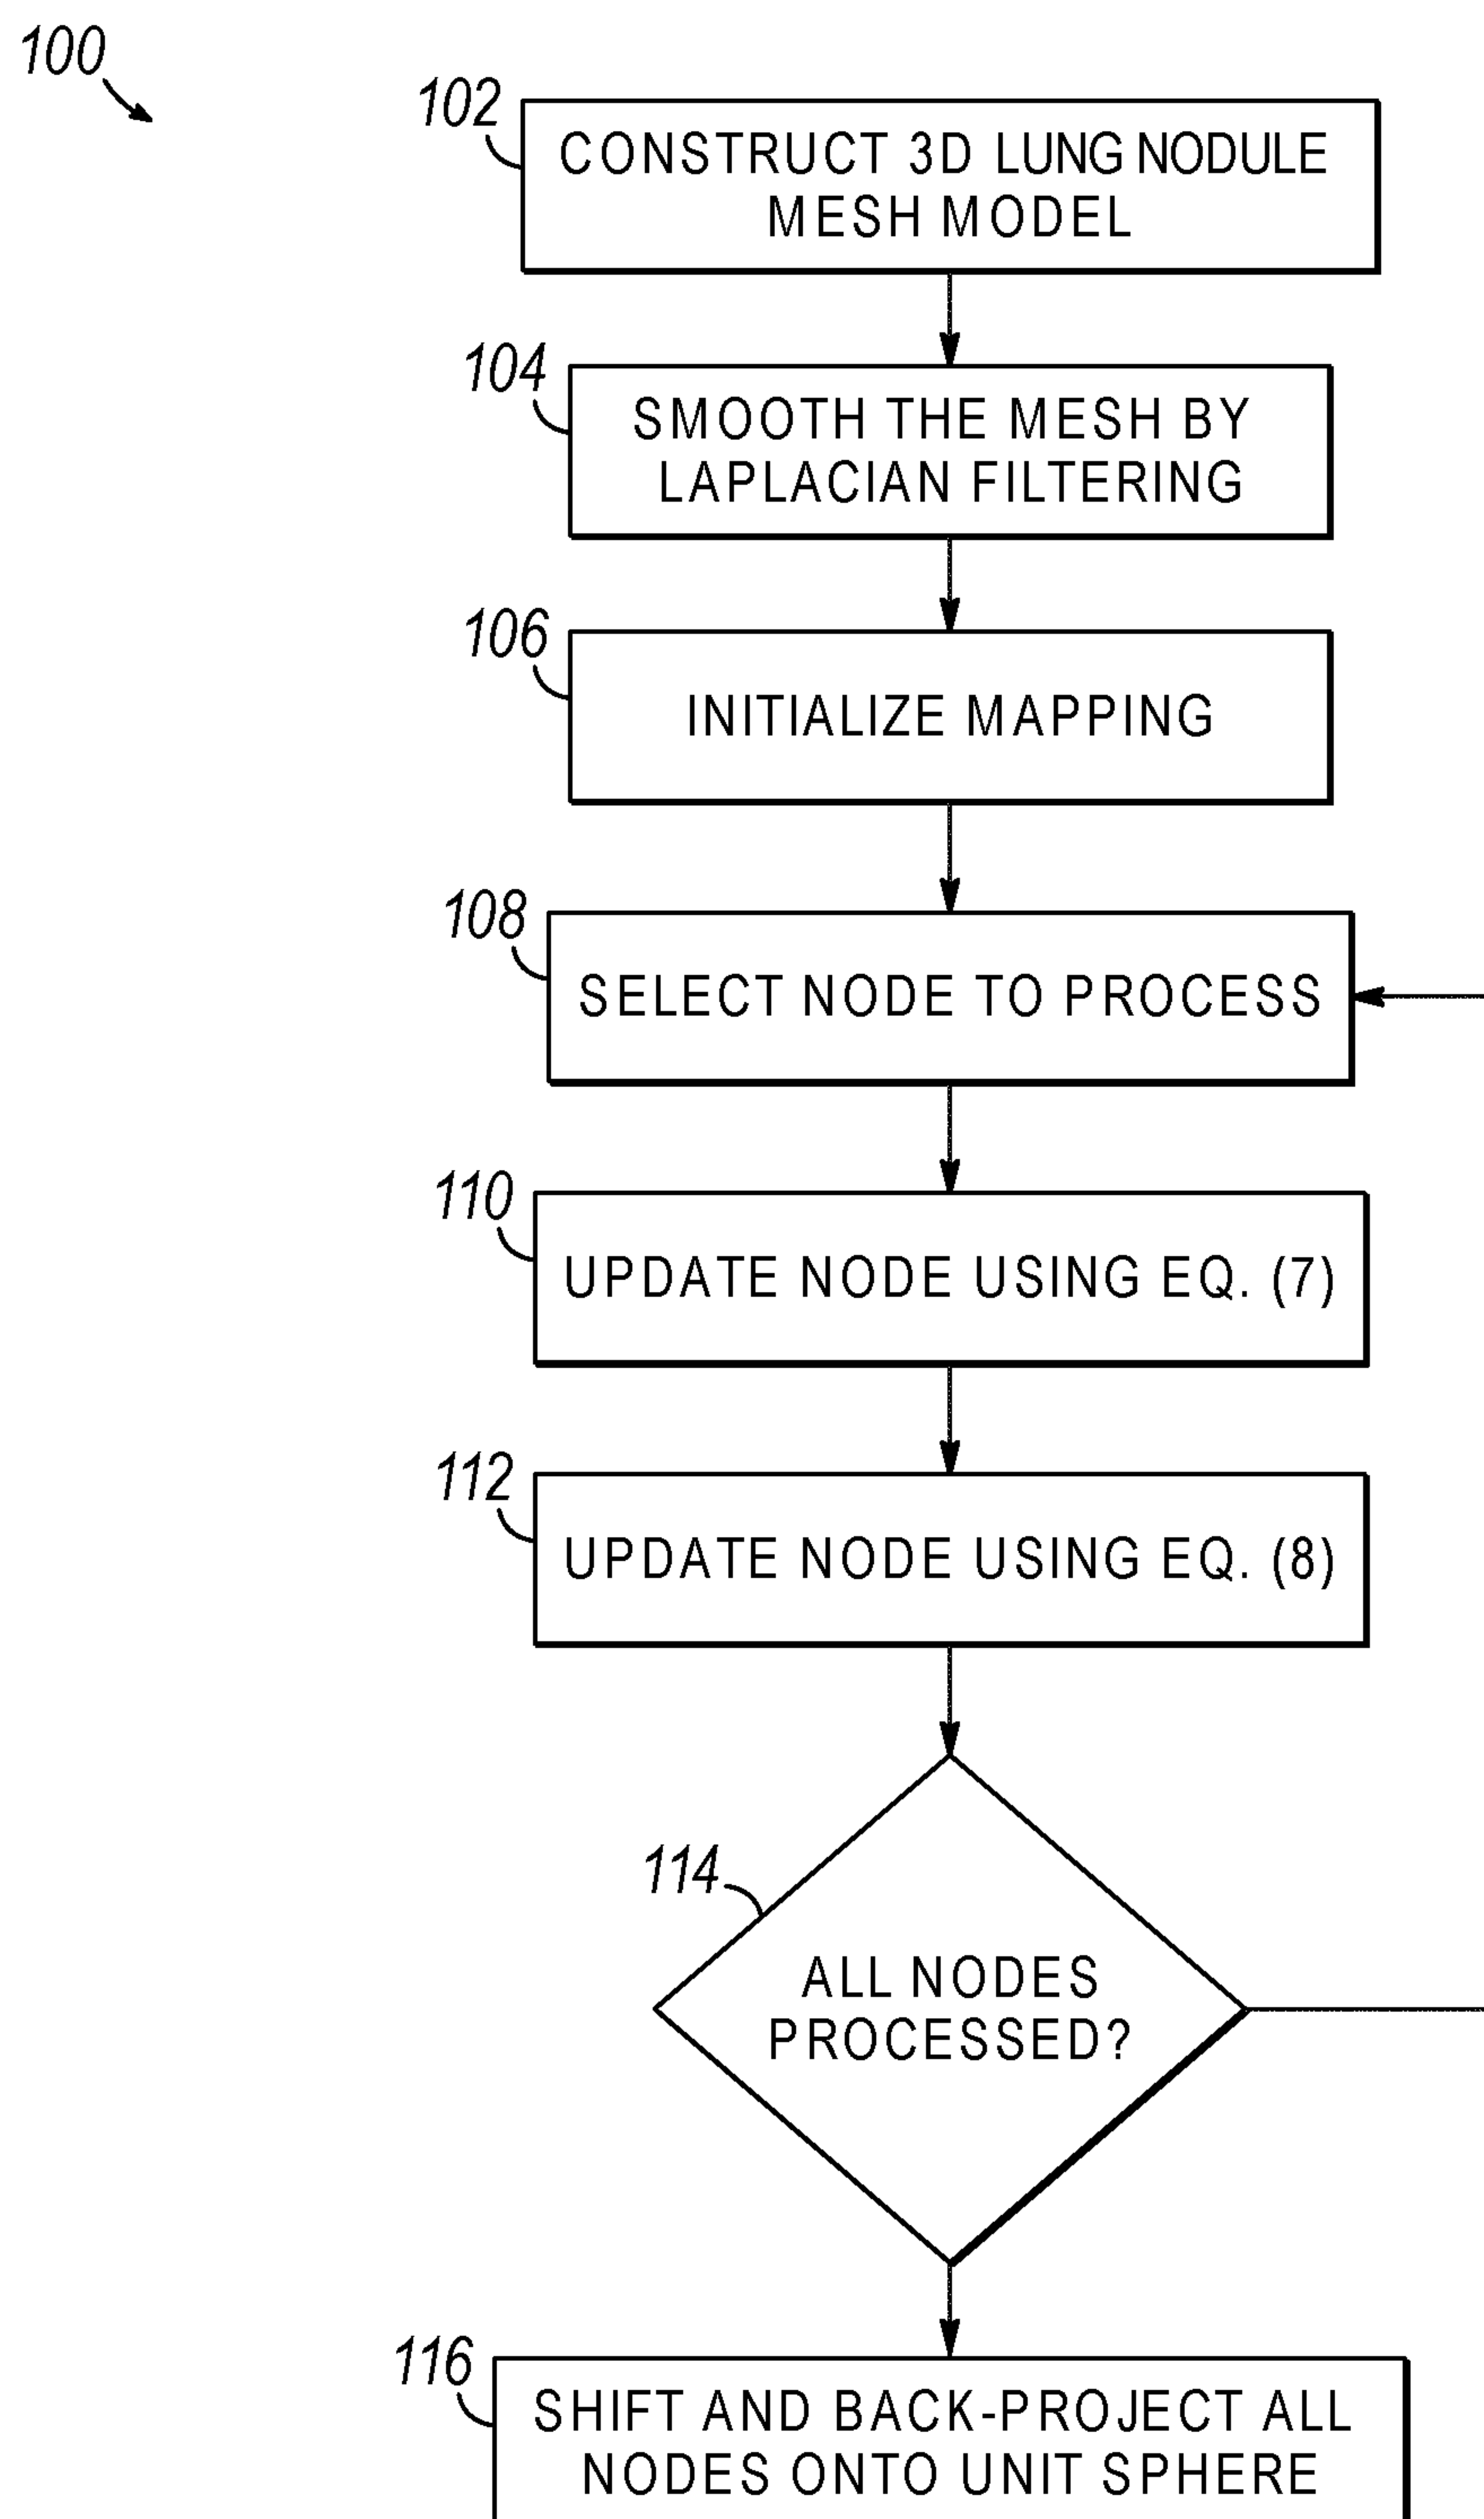 100
102
CONSTRUCT 3D LUNG NODULE
MESH MODEL
104
SMOOTH THE MESH BY
LAPLACIAN FILTERING
106
INITIALIZE MAPPING
108
SELECT NODE TO PROCESS
110
UPDATE NODE USING EQ. (7)
112
UPDATE NODE USING EQ. (8)
114
ALL NODES
PROCESSED?
116
SHIFT AND BACK-PROJECT ALL
NODES ONTO UNIT SPHERE